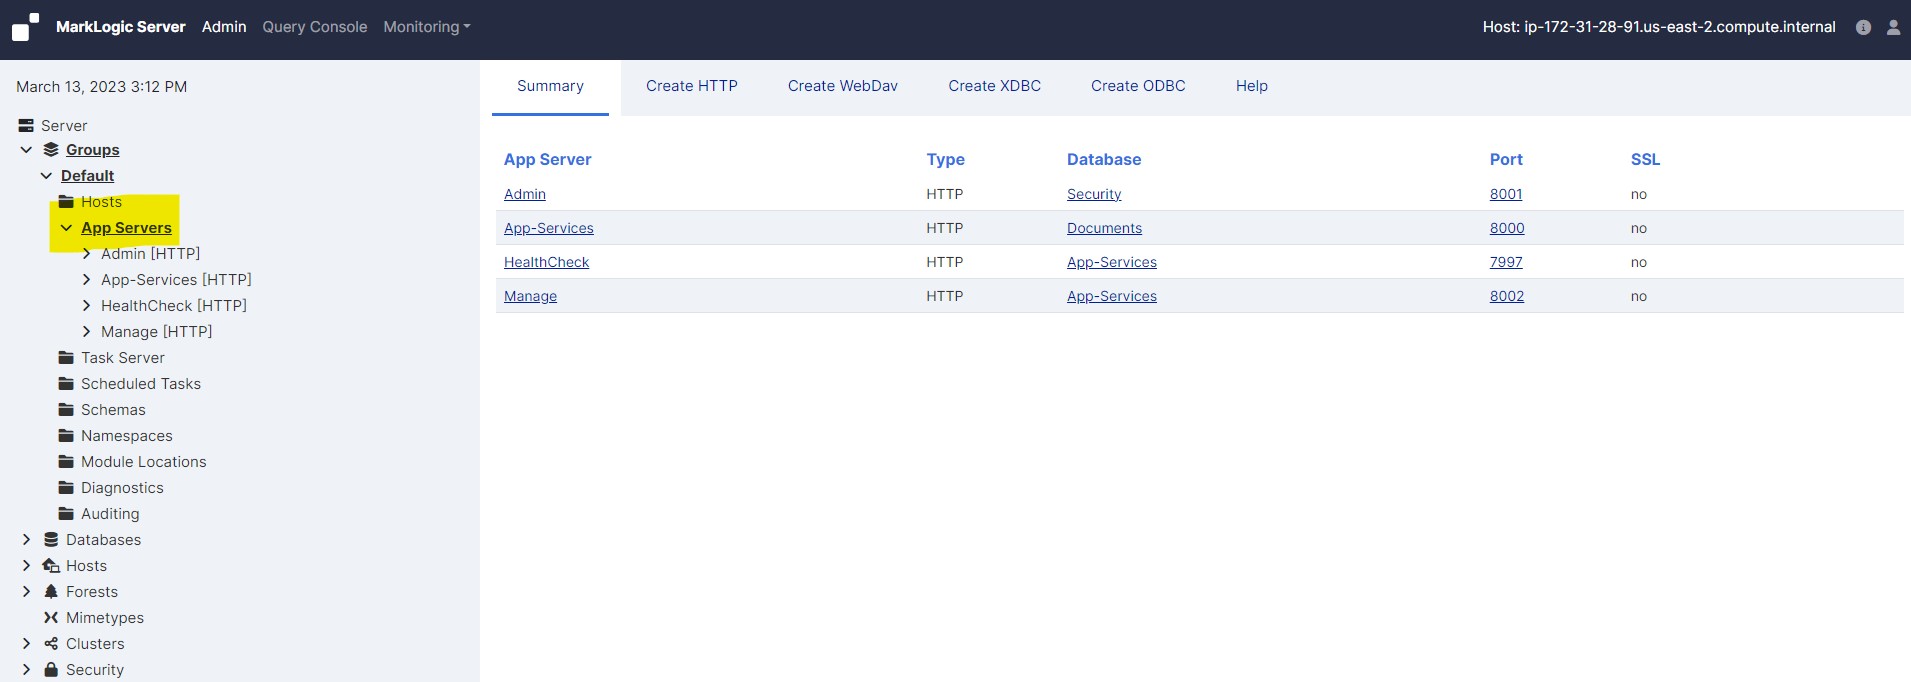 MarkLogic Server Admin Query Console Monitoring Host: ip-172-31-28-91.us-east-2.compute.internal
March 13, 2023 3:12 PM
Server
Groups
Default
Hosts
App Servers
Admin [HTTP]
App-Services [HTTP]
HealthCheck [HTTP]
Manage [HTTP]
Task Server
Scheduled Tasks
Schemas
Namespaces
Module Locations
Diagnostics
Auditing
Databases
Hosts
Forests
Mimetypes
Clusters
Security
Summary Create HTTP Create WebDav Create XDBC Create ODBC Help
App Server Type Database Port SSL
Admin HTTP Security 8001 no
App-Services HTTP Documents 8000 no
HealthCheck HTTP App-Services 7997 no
Manage HTTP App-Services 8002 no